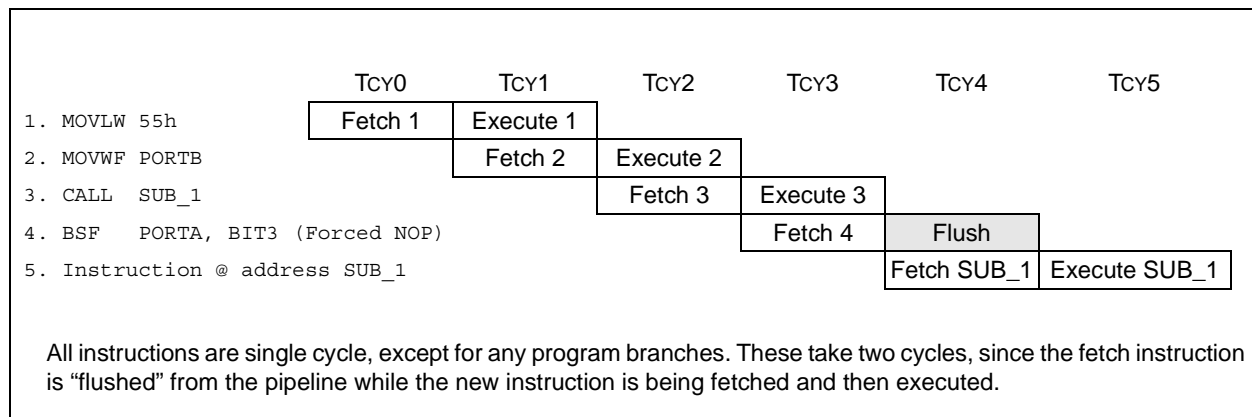 TCY0 TCY1 TCY2 TCY3 TCY4 TCY5
1. MOVLW 55h Fetch 1 Execute 1
2. MOVWF PORTB Fetch 2 Execute 2
3. CALL SUB_1 Fetch 3 Execute 3
4. BSF PORTA, BIT3 (Forced NOP) Fetch 4 Flush
5. Instruction @ address SUB_1 Fetch SUB_1 Execute SUB_1
All instructions are single cycle, except for any program branches. These take two cycles, since the fetch instruction
is “flushed” from the pipeline while the new instruction is being fetched and then executed.